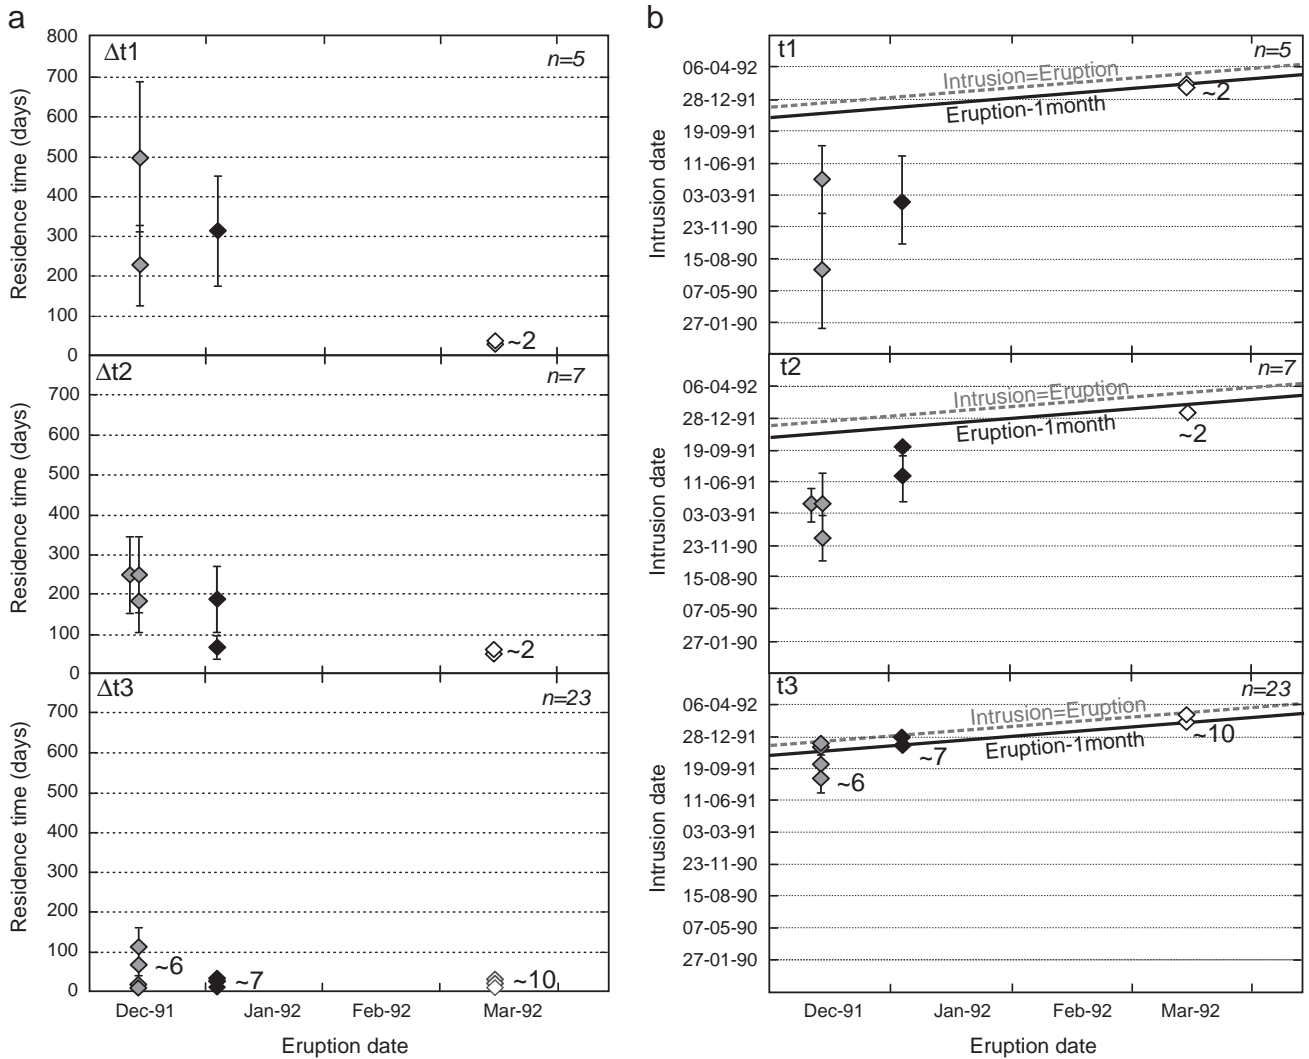 a
Δt1
n=5
800
700
600
500
400
300
200
100
0
Residence time (days)
~2
Δt2
n=7
700
600
500
400
300
200
100
0
Residence time (days)
~2
Δt3
n=23
700
600
500
400
300
200
100
0
Residence time (days)
~6
~7
~10
Dec-91
Jan-92
Feb-92
Mar-92
Eruption date
b
t1
n=5
06-04-92
28-12-91
19-09-91
11-06-91
03-03-91
23-11-90
15-08-90
07-05-90
27-01-90
Intrusion date
Intrusion=Eruption
Eruption-1month
~2
t2
n=7
06-04-92
28-12-91
19-09-91
11-06-91
03-03-91
23-11-90
15-08-90
07-05-90
27-01-90
Intrusion date
Intrusion=Eruption
Eruption-1month
~2
t3
n=23
06-04-92
28-12-91
19-09-91
11-06-91
03-03-91
23-11-90
15-08-90
07-05-90
27-01-90
Intrusion date
Intrusion=Eruption
Eruption-1month
~6
~7
~10
Dec-91
Jan-92
Feb-92
Mar-92
Eruption date